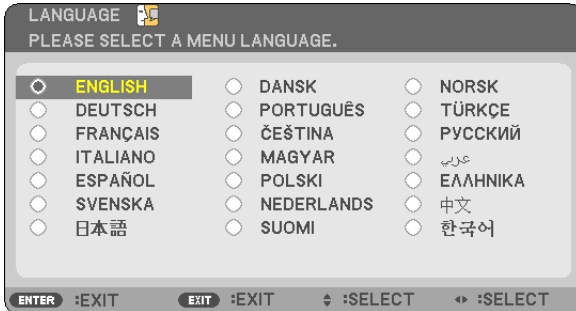 LANGUAGE
PLEASE SELECT A MENU LANGUAGE.
ENGLISH DANSK NORSK
DEUTSCH PORTUGUÊS TÜRKÇE
FRANÇAIS ČEŠTINA РУССКИЙ
ITALIANO MAGYAR عربي
ESPAÑOL POLSKI ΕΛΛΗΝΙΚΑ
SVENSKA NEDERLANDS 中文
日本語 SUOMI 한국어
ENTER :EXIT EXIT :EXIT :SELECT :SELECT